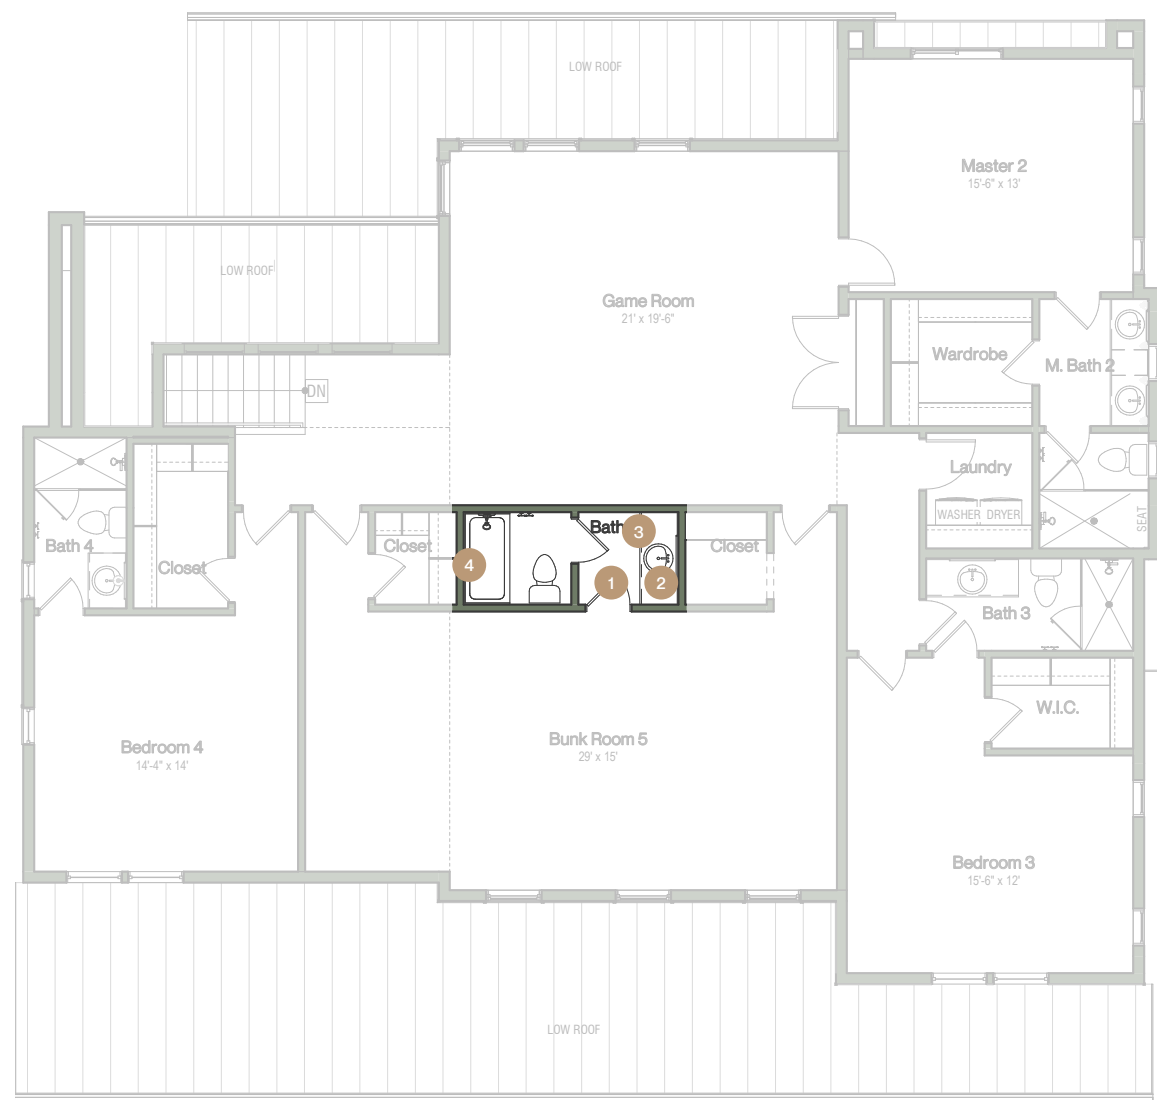 LOW ROOF
Master 2
15'-6" x 13'
LOW ROOF
Game Room
21' x 19'-6"
Wardrobe
M. Bath 2
DN
Laundry
WASHER DRYER
SEAT
Bath 4
Closet
Closet
Bath
3
4
1
2
Closet
Bath 3
W.I.C.
Bedroom 4
14'-4" x 14'
Bunk Room 5
29' x 15'
Bedroom 3
15'-6" x 12'
LOW ROOF